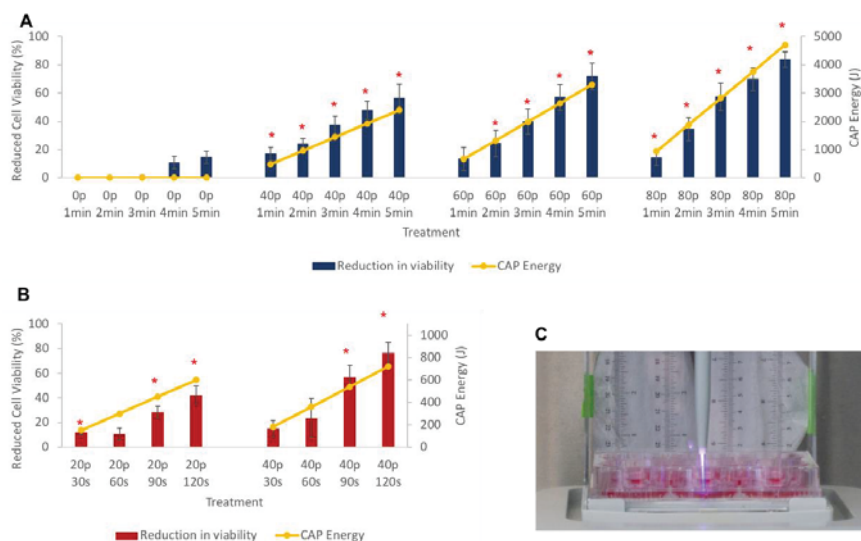 A
Reduced Cell Viability (%)
100
80
60
40
20
0
5000
4000
3000
2000
1000
0
CAP Energy (J)
* * * * * * * * * * * * * *
0p 0p 0p 0p 0p 40p 40p 40p 40p 40p 60p 60p 60p 60p 60p 80p 80p 80p 80p 80p
1min 2min 3min 4min 5min 1min 2min 3min 4min 5min 1min 2min 3min 4min 5min 1min 2min 3min 4min 5min
Treatment
Reduction in viability CAP Energy
B
Reduced Cell Viability (%)
100
80
60
40
20
0
1000
800
600
400
200
0
CAP Energy (J)
* * * * *
20p 20p 20p 20p 40p 40p 40p 40p
30s 60s 90s 120s 30s 60s 90s 120s
Treatment
Reduction in viability CAP Energy
C